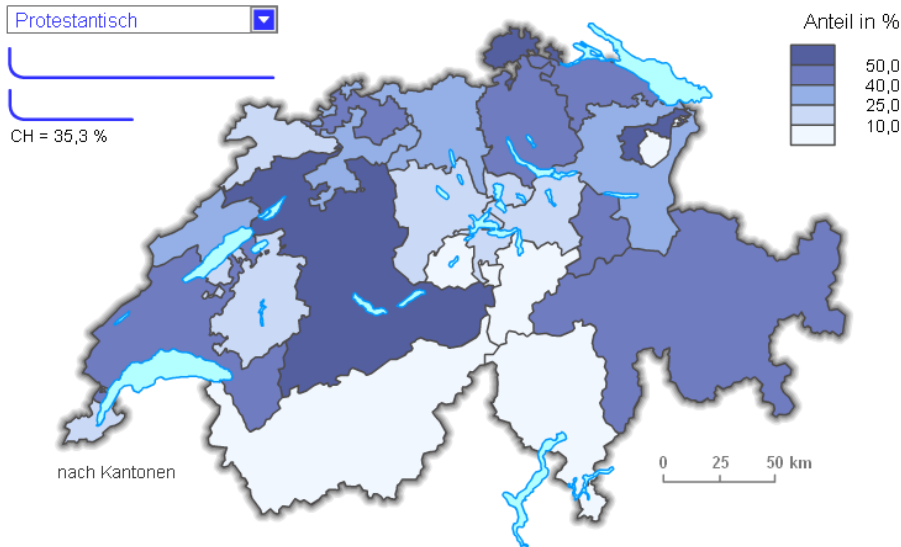 Protestantisch
CH = 35,3 %
Anteil in %
50,0
40,0
25,0
10,0
nach Kantonen
0 25 50 km